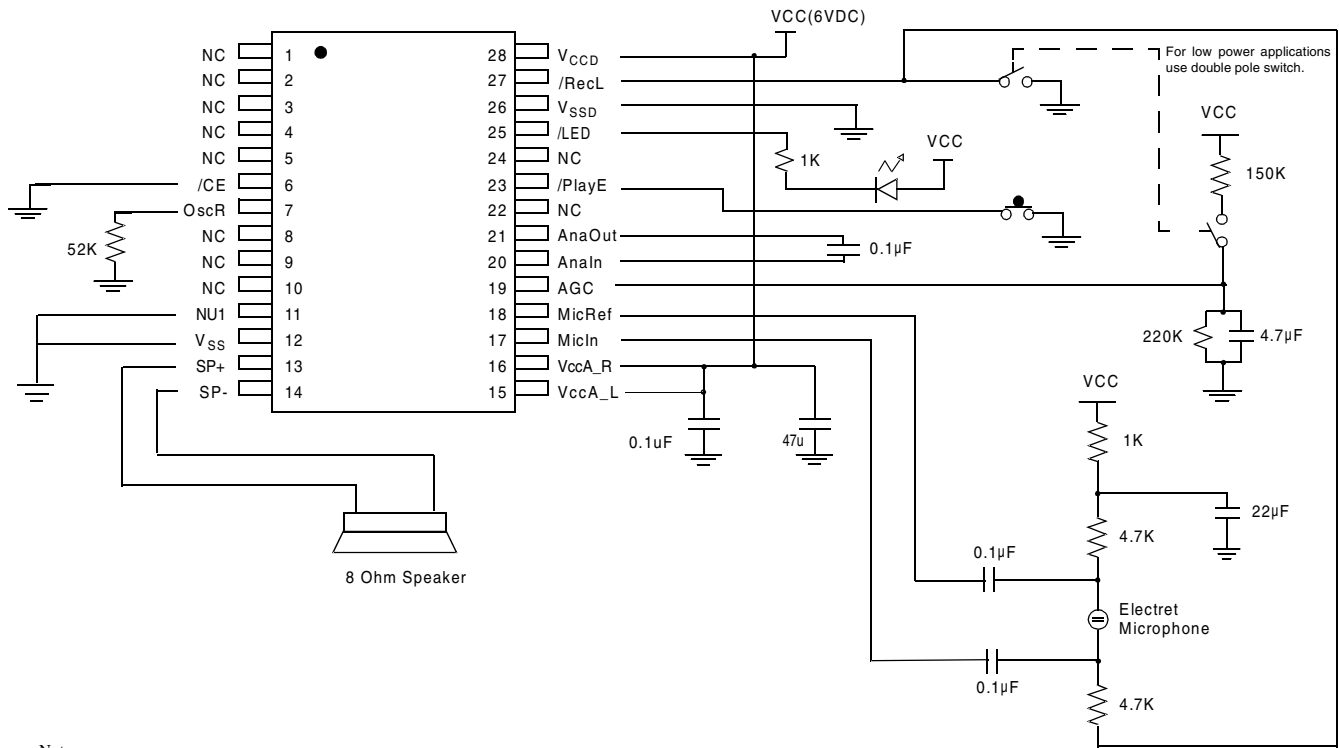 VCC(6VDC)
For low power applications
use double pole switch.
NC 1
NC 2
NC 3
NC 4
NC 5
/CE 6
OscR 7
NC 8
NC 9
NC 10
NU1 11
VSS 12
SP+ 13
SP- 14
28 VCCD
27 /RecL
26 VSSD
25 /LED
24 NC
23 /PlayE
22 NC
21 AnaOut
20 AnaIn
19 AGC
18 MicRef
17 MicIn
16 VccA_R
15 VccA_L
52K
1K
VCC
0.1µF
VCC
150K
220K
4.7µF
0.1uF
47u
8 Ohm Speaker
VCC
1K
22µF
4.7K
0.1µF
Electret
Microphone
0.1µF
4.7K